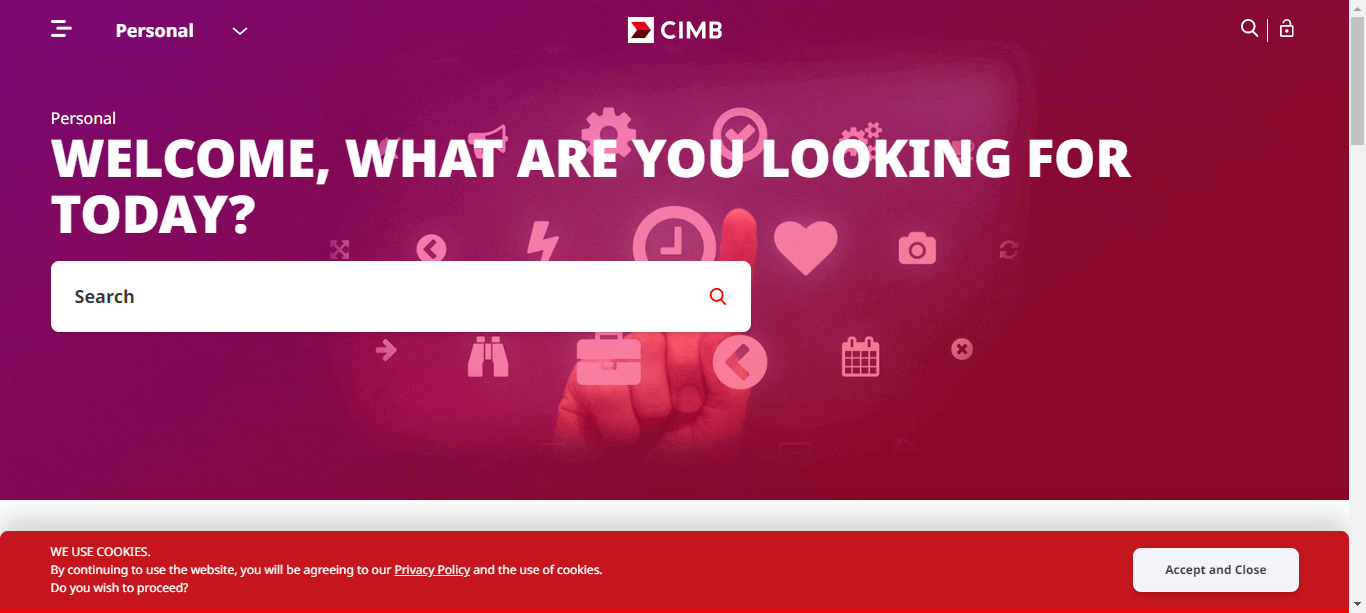 Personal
CIMB
Personal
WELCOME, WHAT ARE YOU LOOKING FOR
TODAY?
Search
WE USE COOKIES.
By continuing to use the website, you will be agreeing to our Privacy Policy and the use of cookies.
Do you wish to proceed?
Accept and Close